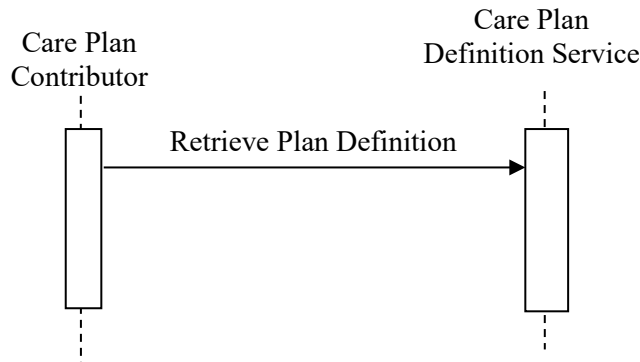 Care Plan
Contributor
Care Plan
Definition Service
Retrieve Plan Definition